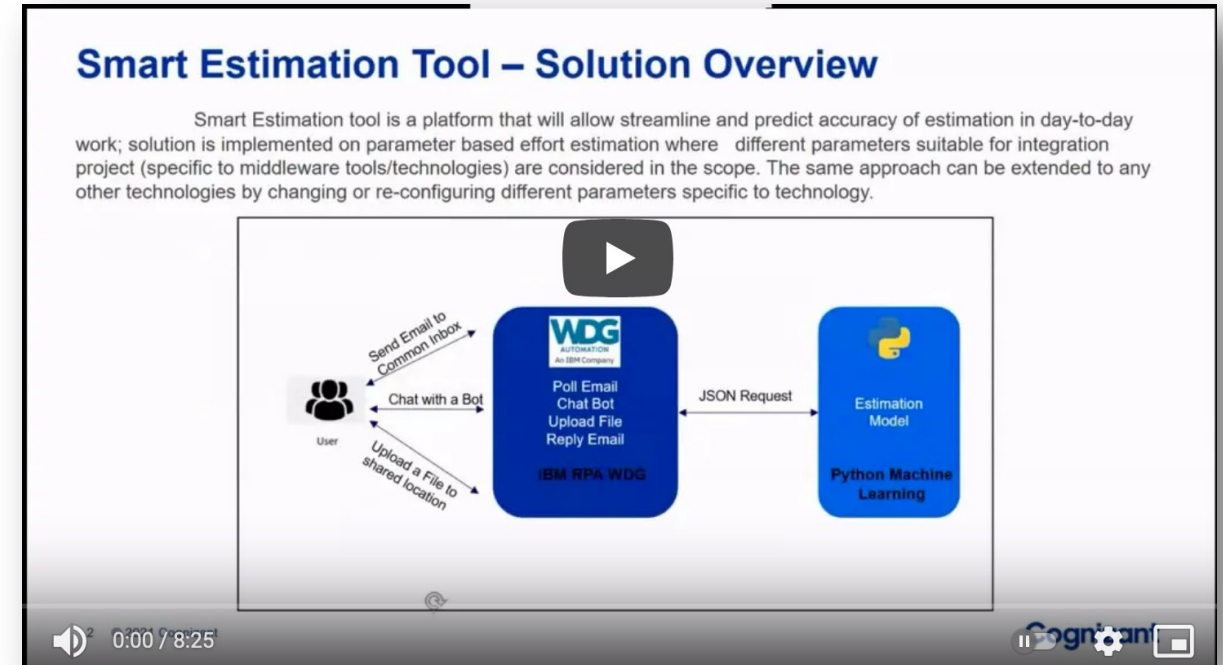 Smart Estimation Tool – Solution Overview
Smart Estimation tool is a platform that will allow streamline and predict accuracy of estimation in day-to-day
work; solution is implemented on parameter based effort estimation where different parameters suitable for integration
project (specific to middleware tools/technologies) are considered in the scope. The same approach can be extended to any
other technologies by changing or re-configuring different parameters specific to technology.
Send Email to
Common Inbox
Chat with a Bot
Upload a File to
shared location
User
WDG
AUTOMATION
An IBM Company
Poll Email
Chat Bot
Upload File
Reply Email
IBM RPA WDG
JSON Request
Estimation
Model
Python Machine
Learning
2 © 2021 Cognizant
0:00 / 8:25
Cognizant